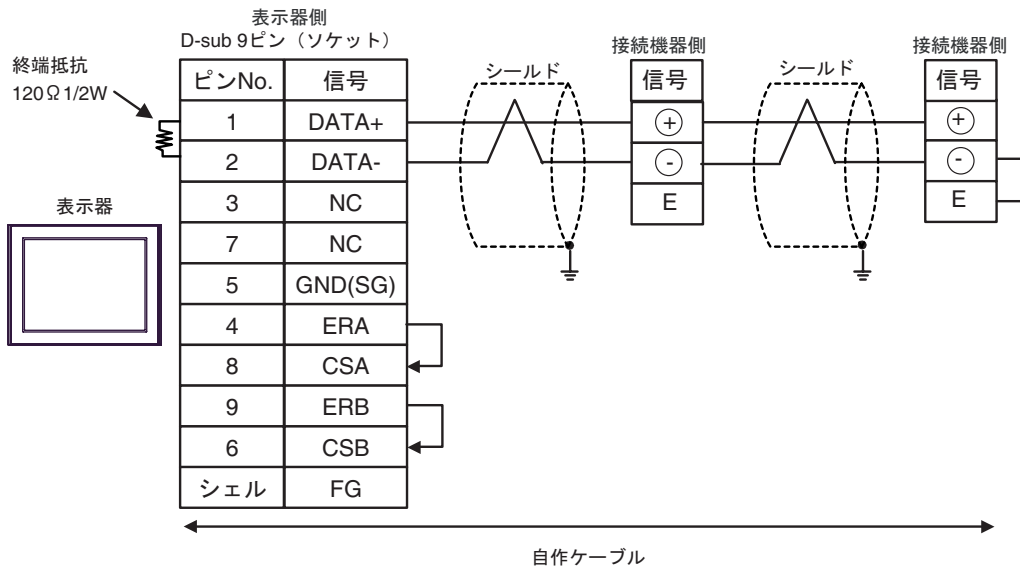 表示器側
D-sub 9ピン（ソケット）
終端抵抗
120Ω1/2W
表示器
ピンNo. 信号
1 DATA+
2 DATA-
3 NC
7 NC
5 GND(SG)
4 ERA
8 CSA
9 ERB
6 CSB
シェル FG
シールド
接続機器側
信号
+
-
E
シールド
接続機器側
信号
+
-
E
自作ケーブル